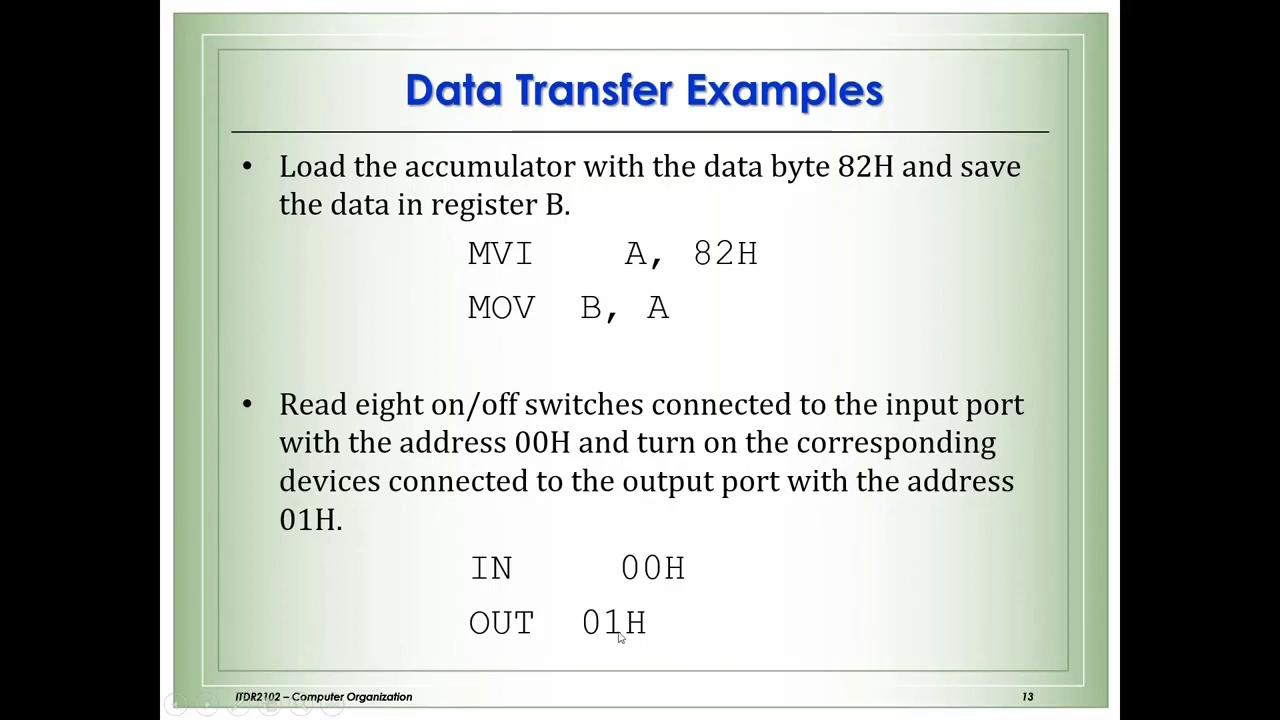 Data Transfer Examples
• Load the accumulator with the data byte 82H and save
the data in register B.
MVI A, 82H
MOV B, A
• Read eight on/off switches connected to the input port
with the address 00H and turn on the corresponding
devices connected to the output port with the address
01H.
IN 00H
OUT 01H
ITDR2102 – Computer Organization 13